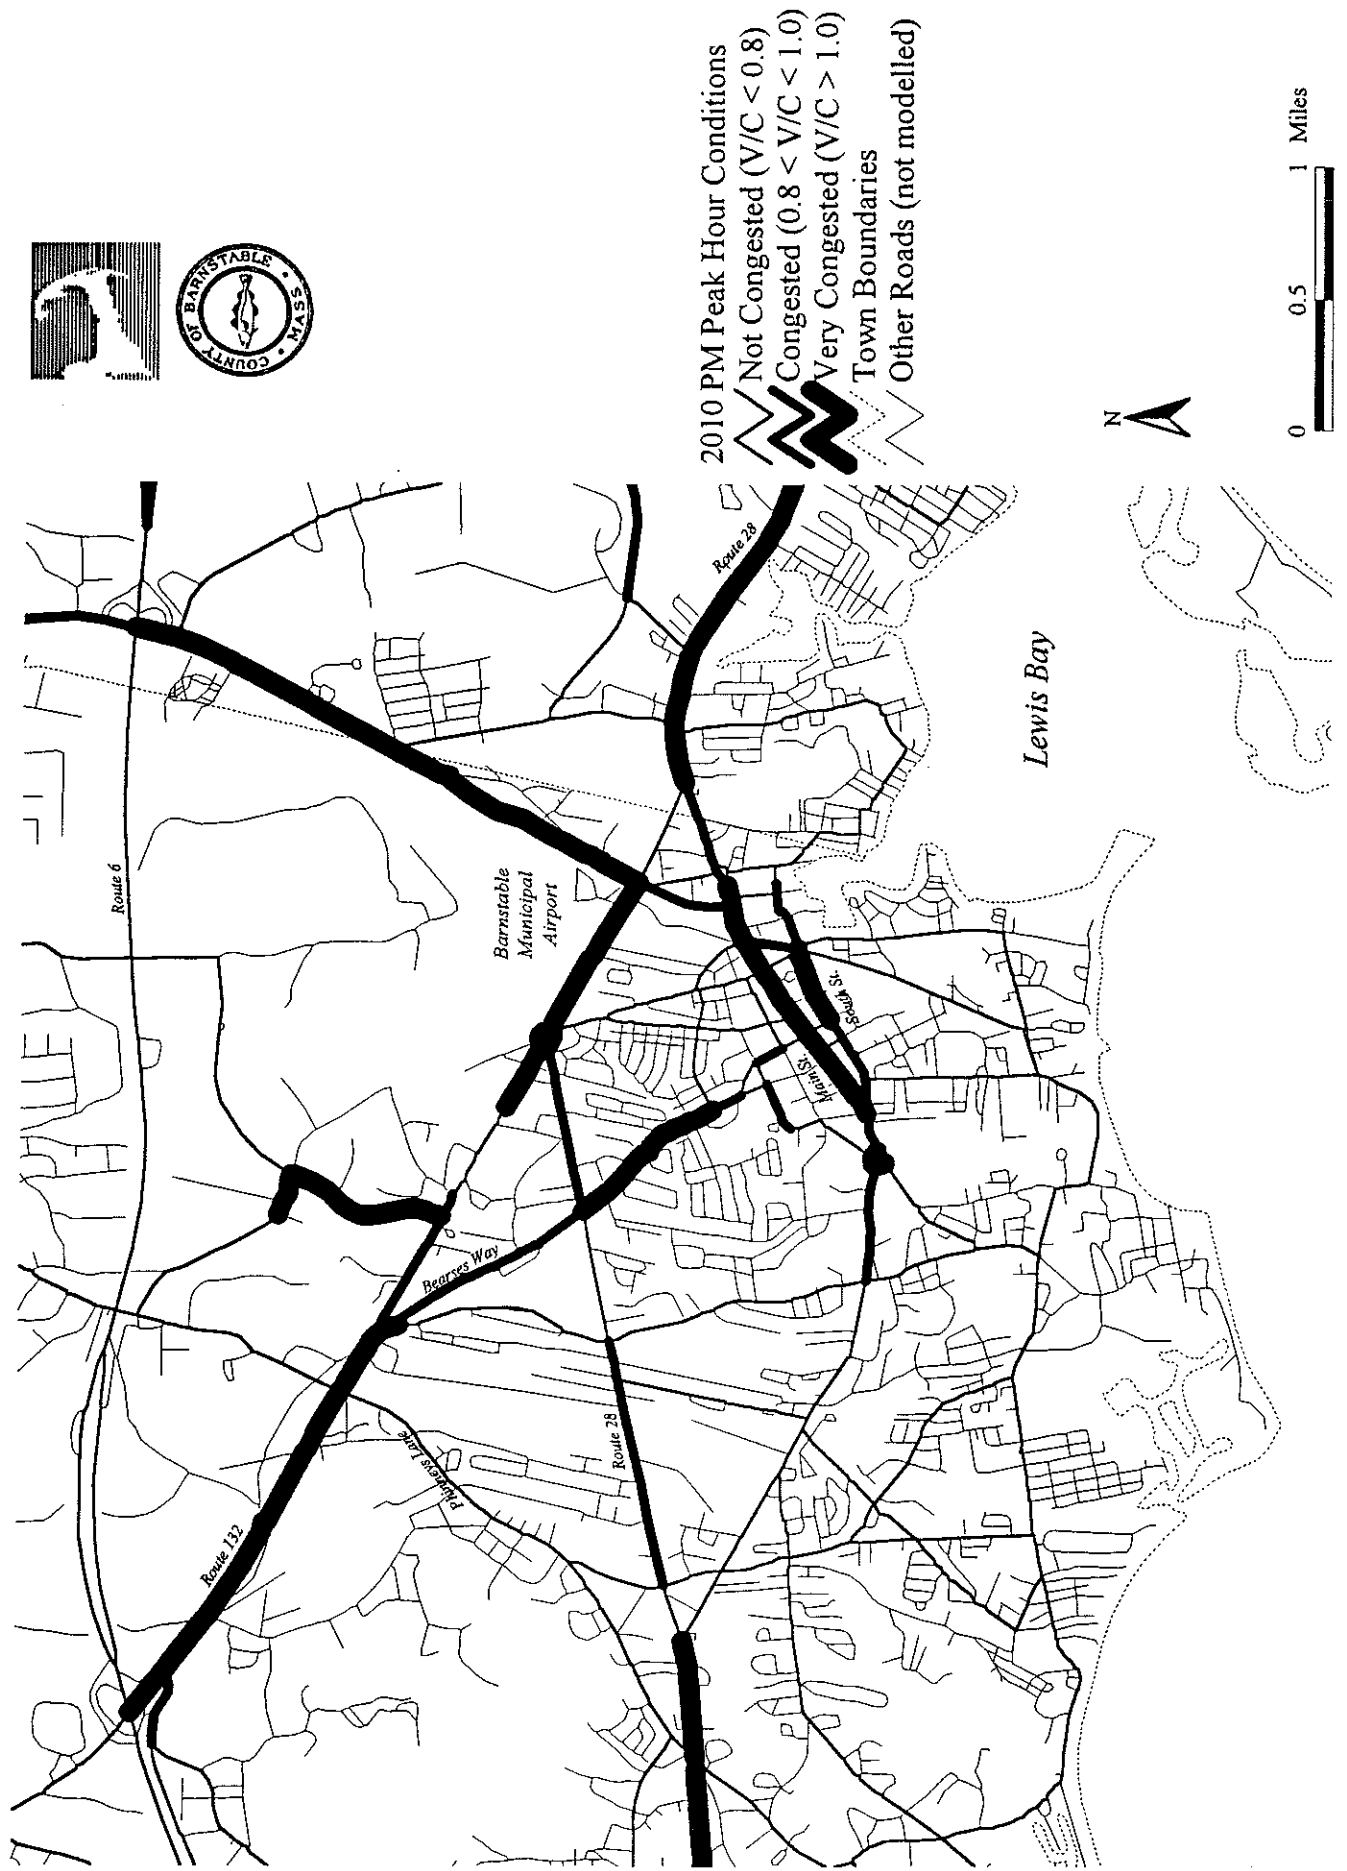 COUNTY OF BARNSTABLE • MASS •
2010 PM Peak Hour Conditions
Not Congested (V/C < 0.8)
Congested (0.8 < V/C < 1.0)
Very Congested (V/C > 1.0)
Town Boundaries
Other Roads (not modelled)
N
0 0.5 1 Miles
Route 6
Route 28
Barnstable
Municipal
Airport
Lewis Bay
South St.
Main St.
Bearses Way
Route 28
Phinneys Lane
Route 132